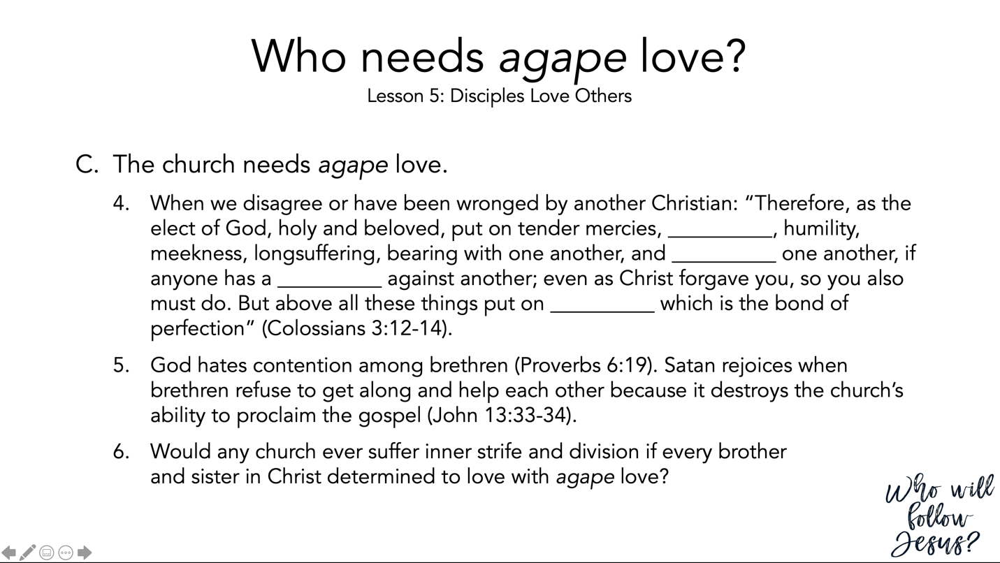 Who needs agape love?
Lesson 5: Disciples Love Others
C. The church needs agape love.
4. When we disagree or have been wronged by another Christian: “Therefore, as the
elect of God, holy and beloved, put on tender mercies, __________, humility,
meekness, longsuffering, bearing with one another, and __________ one another, if
anyone has a __________ against another; even as Christ forgave you, so you also
must do. But above all these things put on __________ which is the bond of
perfection” (Colossians 3:12-14).
5. God hates contention among brethren (Proverbs 6:19). Satan rejoices when
brethren refuse to get along and help each other because it destroys the church’s
ability to proclaim the gospel (John 13:33-34).
6. Would any church ever suffer inner strife and division if every brother
and sister in Christ determined to love with agape love?
Who will
follow
Jesus?